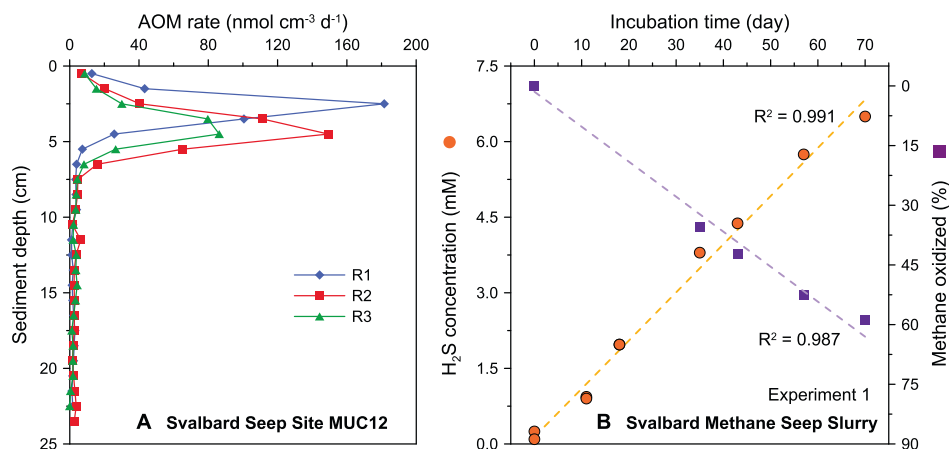 AOM rate (nmol cm⁻³ d⁻¹)
0 40 80 120 160 200
Sediment depth (cm)
0
5
10
15
20
25
R1
R2
R3
A Svalbard Seep Site MUC12
Incubation time (day)
0 10 20 30 40 50 60 70
H₂S concentration (mM)
7.5
6.0
4.5
3.0
1.5
0.0
R² = 0.991
R² = 0.987
Experiment 1
B Svalbard Methane Seep Slurry
0
15
30
45
60
75
90
Methane oxidized (%)